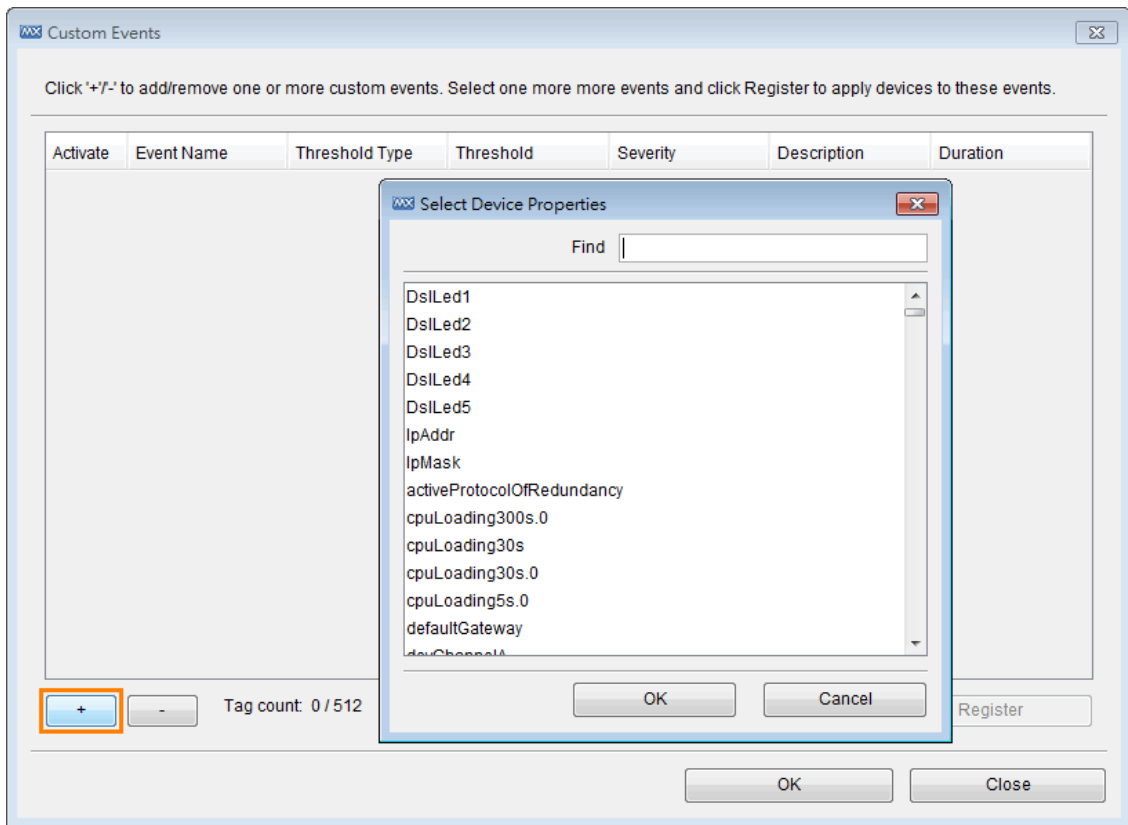 MX Custom Events
Click '+'/'-' to add/remove one or more custom events. Select one more more events and click Register to apply devices to these events.
Activate Event Name Threshold Type Threshold Severity Description Duration
MX Select Device Properties
Find
DslLed1
DslLed2
DslLed3
DslLed4
DslLed5
IpAddr
IpMask
activeProtocolOfRedundancy
cpuLoading300s.0
cpuLoading30s
cpuLoading30s.0
cpuLoading5s.0
defaultGateway
devChannelA
OK Cancel
+ - Tag count: 0 / 512 Register
OK Close